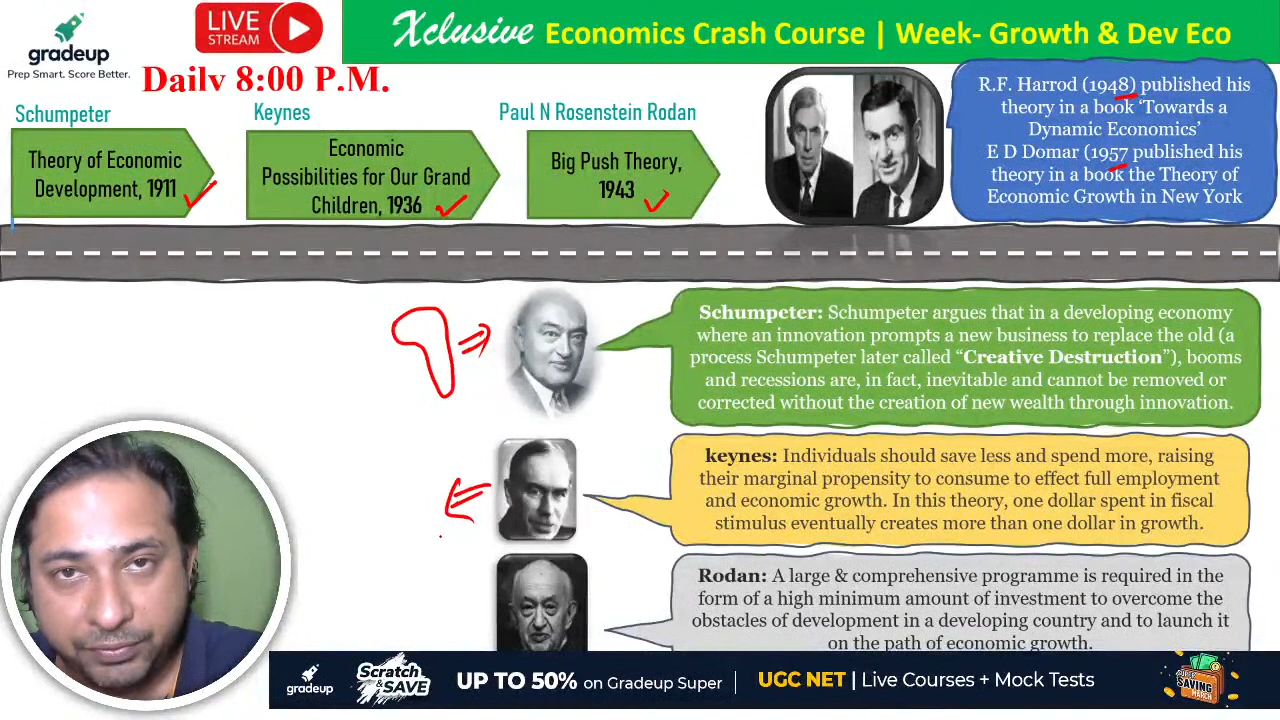 gradeup
Prep Smart. Score Better.
LIVE
STREAM
Xclusive Economics Crash Course | Week- Growth & Dev Eco
Daily 8:00 P.M.
Schumpeter
Theory of Economic
Development, 1911
Keynes
Economic
Possibilities for Our Grand
Children, 1936
Paul N Rosenstein Rodan
Big Push Theory,
1943
R.F. Harrod (1948) published his
theory in a book ‘Towards a
Dynamic Economics’
E D Domar (1957 published his
theory in a book the Theory of
Economic Growth in New York
Schumpeter: Schumpeter argues that in a developing economy
where an innovation prompts a new business to replace the old (a
process Schumpeter later called “Creative Destruction”), booms
and recessions are, in fact, inevitable and cannot be removed or
corrected without the creation of new wealth through innovation.
keynes: Individuals should save less and spend more, raising
their marginal propensity to consume to effect full employment
and economic growth. In this theory, one dollar spent in fiscal
stimulus eventually creates more than one dollar in growth.
Rodan: A large & comprehensive programme is required in the
form of a high minimum amount of investment to overcome the
obstacles of development in a developing country and to launch it
on the path of economic growth.
gradeup
Scratch
& SAVE
UP TO 50% on Gradeup Super
UGC NET | Live Courses + Mock Tests
SUPER
SAVING
MARCH